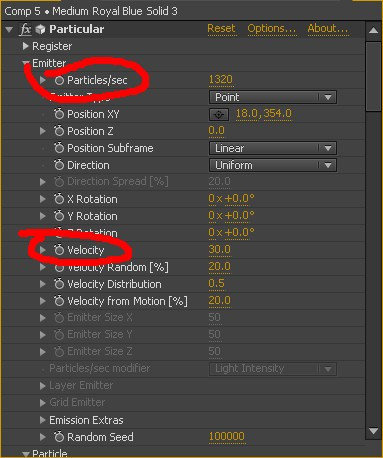 Comp 5 • Medium Royal Blue Solid 3
fx Particular Reset Options... About...
Register
Emitter
Particles/sec 1320
Emitter Type Point
Position XY 18.0,354.0
Position Z 0.0
Position Subframe Linear
Direction Uniform
Direction Spread [%] 20.0
X Rotation 0x+0.0°
Y Rotation 0x+0.0°
Z Rotation 0x+0.0°
Velocity 30.0
Velocity Random [%] 20.0
Velocity Distribution 0.5
Velocity from Motion [%] 20.0
Emitter Size X 50
Emitter Size Y 50
Emitter Size Z 50
Particles/sec modifier Light Intensity
Layer Emitter
Grid Emitter
Emission Extras
Random Seed 100000
Particle